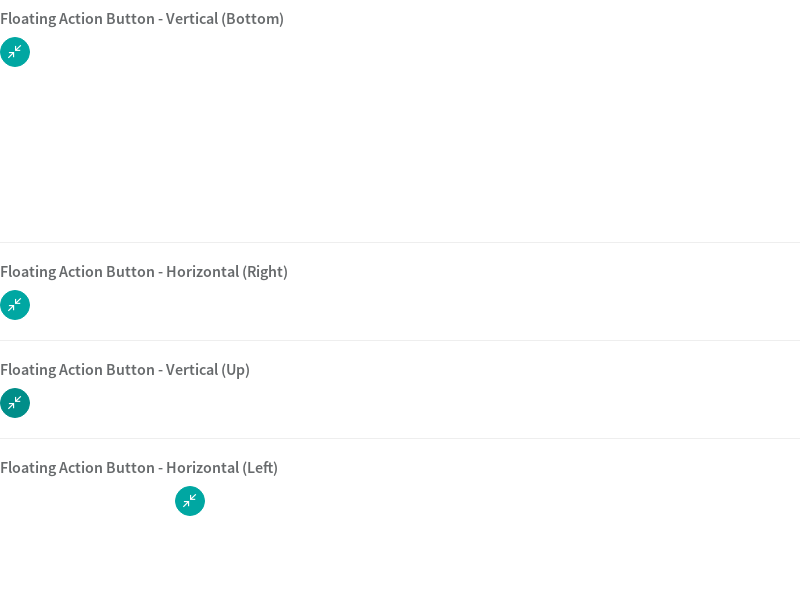 Floating Action Button - Vertical (Bottom)
Floating Action Button - Horizontal (Right)
Floating Action Button - Vertical (Up)
Floating Action Button - Horizontal (Left)